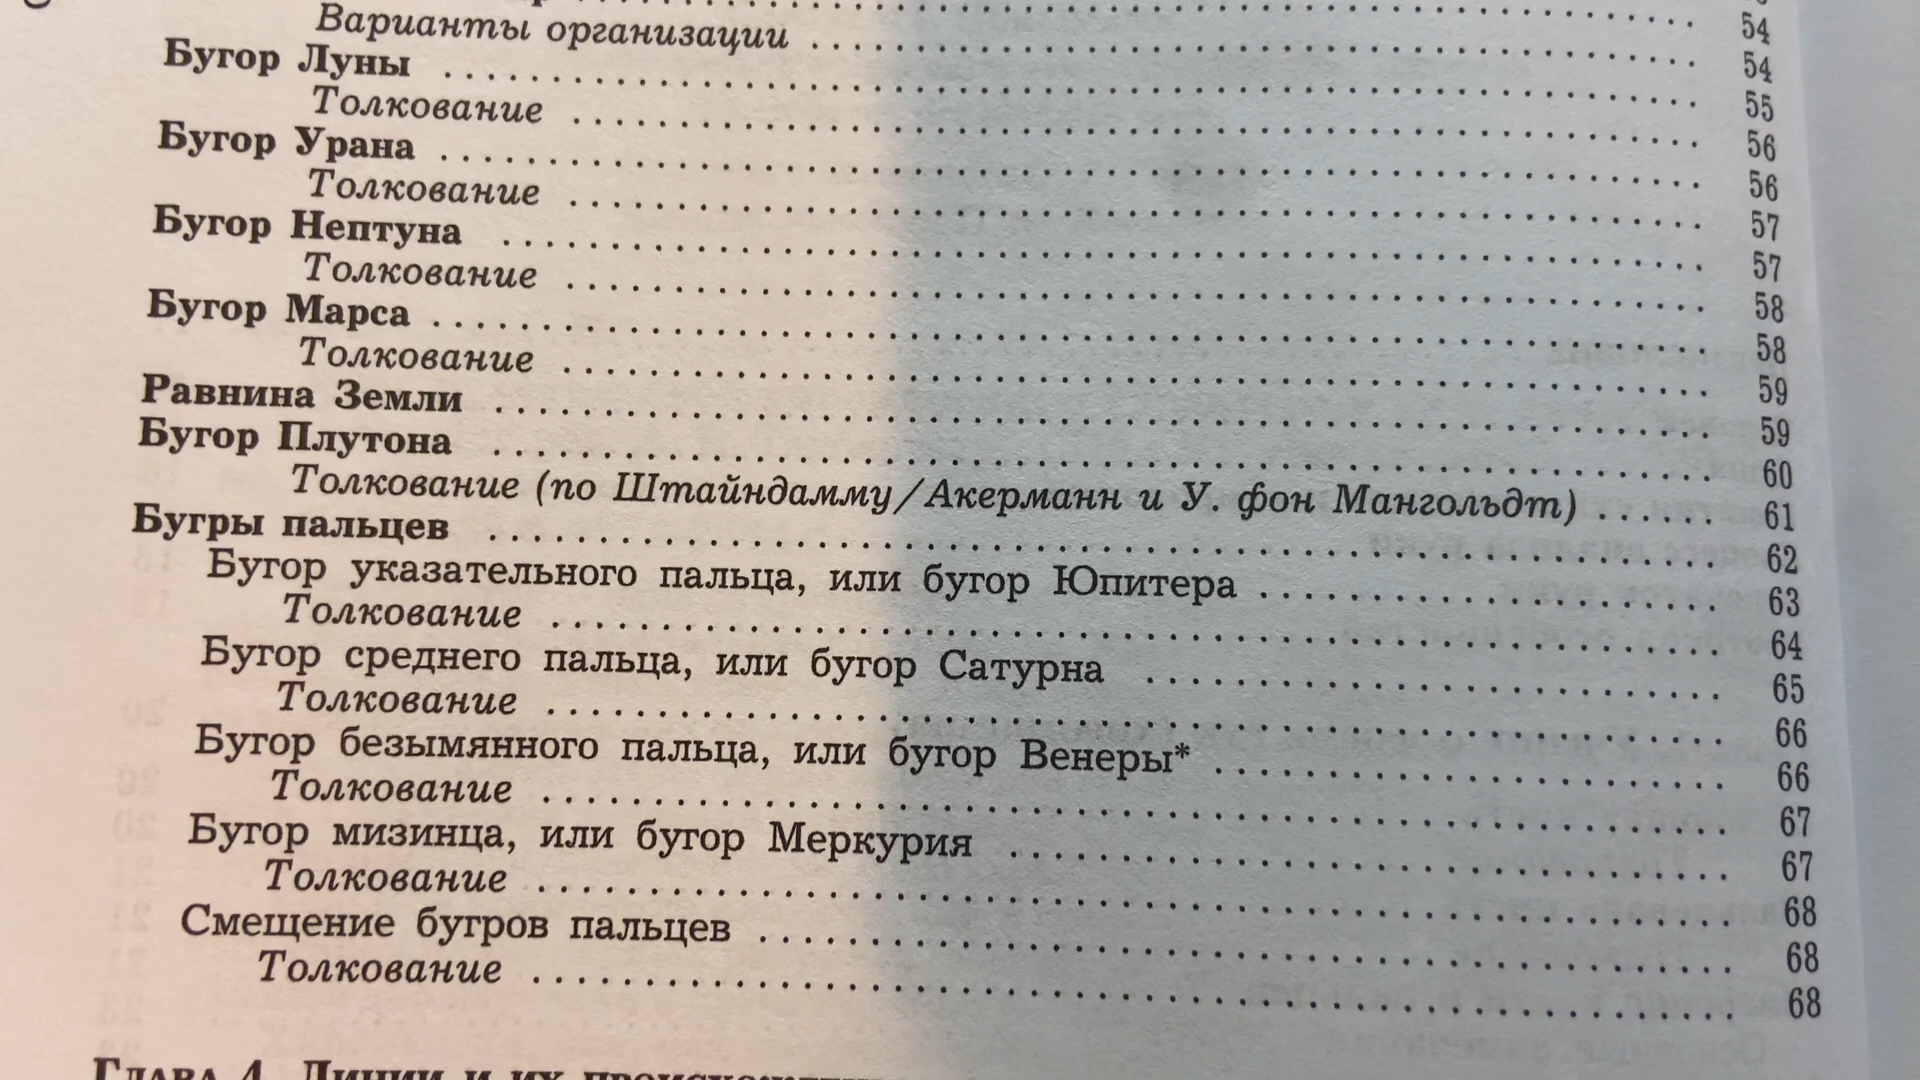 54
Варианты организации . . . . . . . . . . 54
Бугор Луны . . . . . . . . . . 55
Толкование . . . . . . . . . . 56
Бугор Урана . . . . . . . . . . 56
Толкование . . . . . . . . . . 57
Бугор Нептуна . . . . . . . . . . 57
Толкование . . . . . . . . . . 58
Бугор Марса . . . . . . . . . . 58
Толкование . . . . . . . . . . 59
Равнина Земли . . . . . . . . . . 59
Бугор Плутона . . . . . . . . . . 60
Толкование (по Штайндамму/Акерманн и У. фон Мангольдт) . . . . . . 61
Бугры пальцев . . . . . . . . . . 62
Бугор указательного пальца, или бугор Юпитера . . . . . . . . . . 63
Толкование . . . . . . . . . . 64
Бугор среднего пальца, или бугор Сатурна . . . . . . . . . . 65
Толкование . . . . . . . . . . 66
Бугор безымянного пальца, или бугор Венеры* . . . . . . . . . . 66
Толкование . . . . . . . . . . 67
Бугор мизинца, или бугор Меркурия . . . . . . . . . . 67
Толкование . . . . . . . . . . 68
Смещение бугров пальцев . . . . . . . . . . 68
Толкование . . . . . . . . . . 68
Глава 4. Линии и их